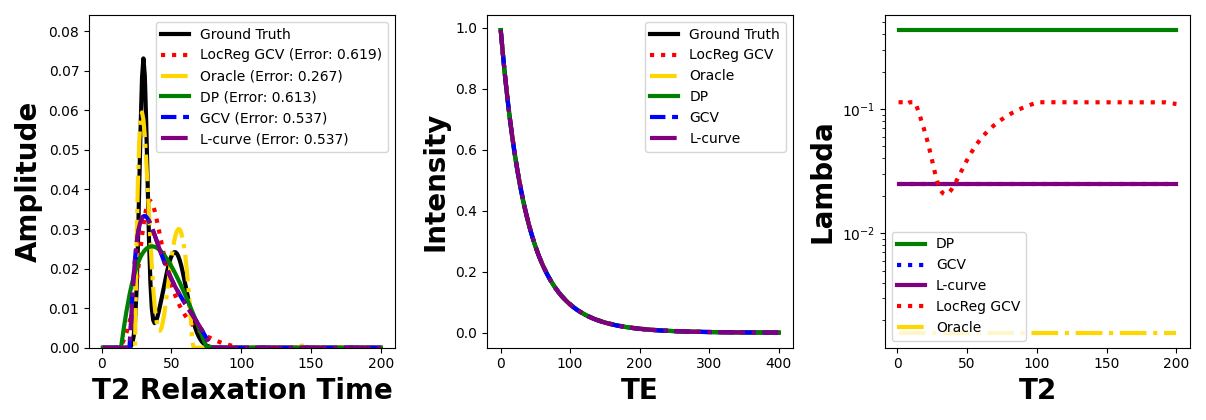 Amplitude
0.08
0.07
0.06
0.05
0.04
0.03
0.02
0.01
0.00
Ground Truth
LocReg GCV (Error: 0.619)
Oracle (Error: 0.267)
DP (Error: 0.613)
GCV (Error: 0.537)
L-curve (Error: 0.537)
0 50 100 150 200
T2 Relaxation Time
Intensity
1.0
0.8
0.6
0.4
0.2
0.0
Ground Truth
LocReg GCV
Oracle
DP
GCV
L-curve
0 100 200 300 400
TE
Lambda
10⁻¹
10⁻²
DP
GCV
L-curve
LocReg GCV
Oracle
0 50 100 150 200
T2